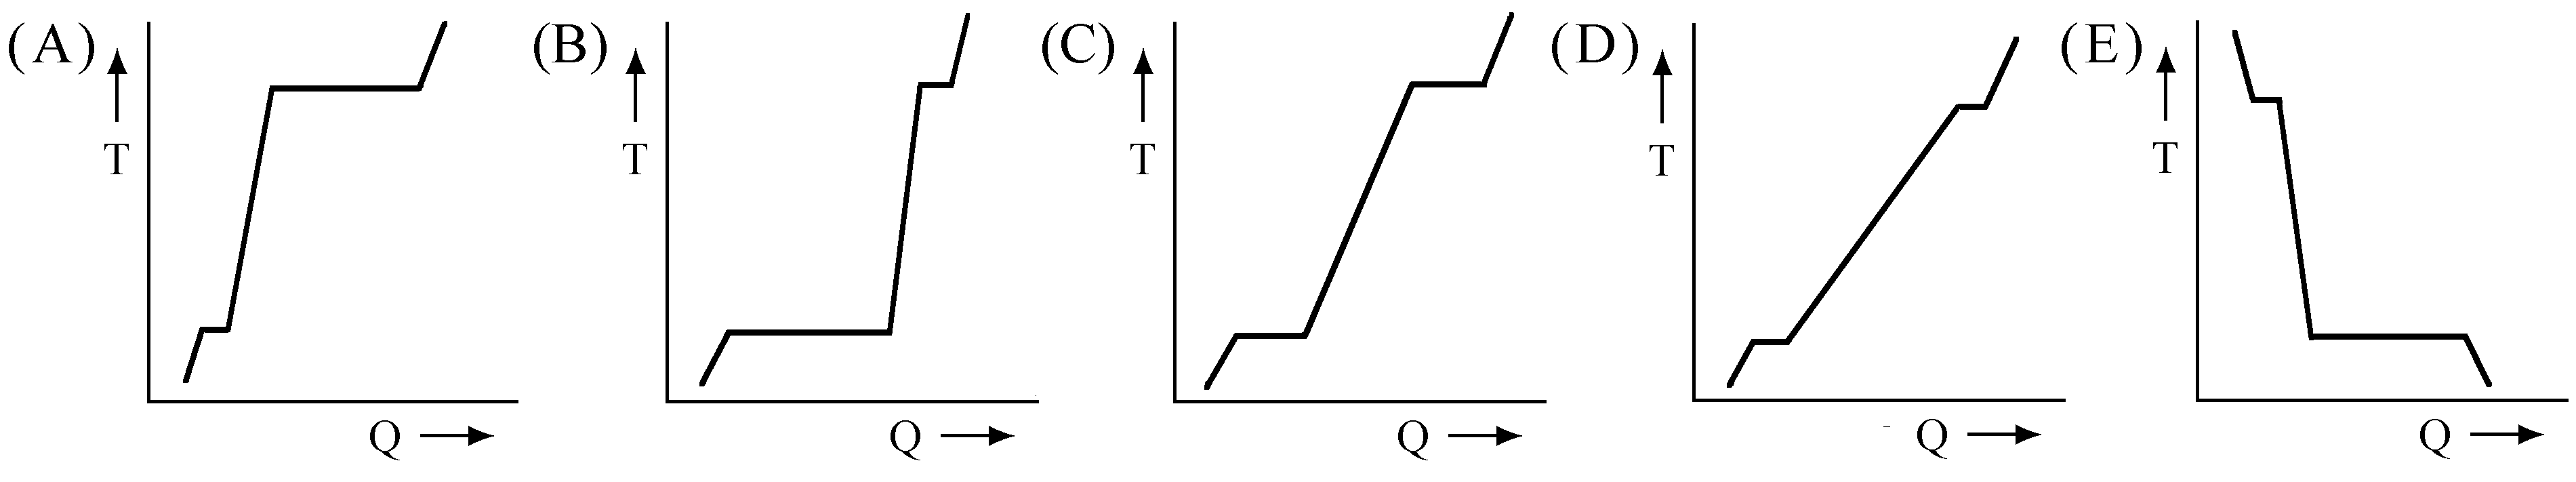 (A) T Q
(B) T Q
(C) T Q
(D) T Q
(E) T Q